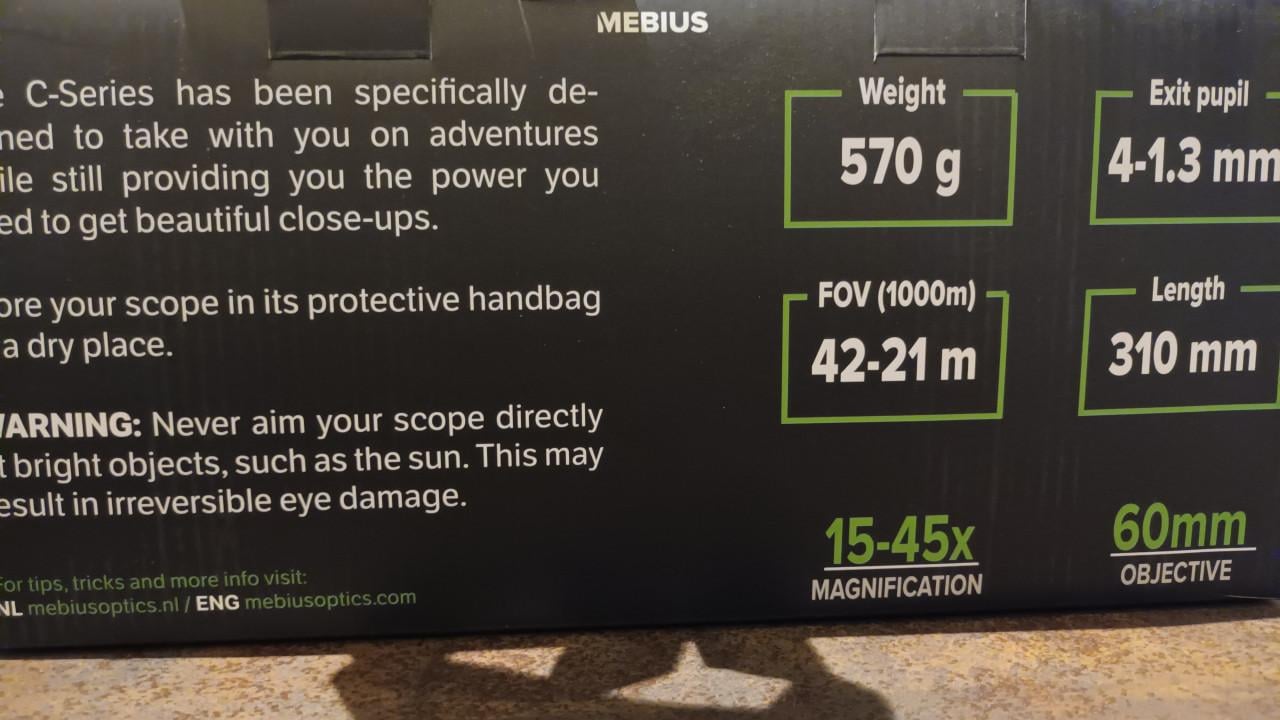 MEBIUS
e C-Series has been specifically de-
ned to take with you on adventures
ile still providing you the power you
ed to get beautiful close-ups.
ore your scope in its protective handbag
a dry place.
ARNING: Never aim your scope directly
t bright objects, such as the sun. This may
esult in irreversible eye damage.
For tips, tricks and more info visit:
NL mebiusoptics.nl / ENG mebiusoptics.com
Weight
570 g
Exit pupil
4-1.3 mm
FOV (1000m)
42-21 m
Length
310 mm
15-45x
MAGNIFICATION
60mm
OBJECTIVE